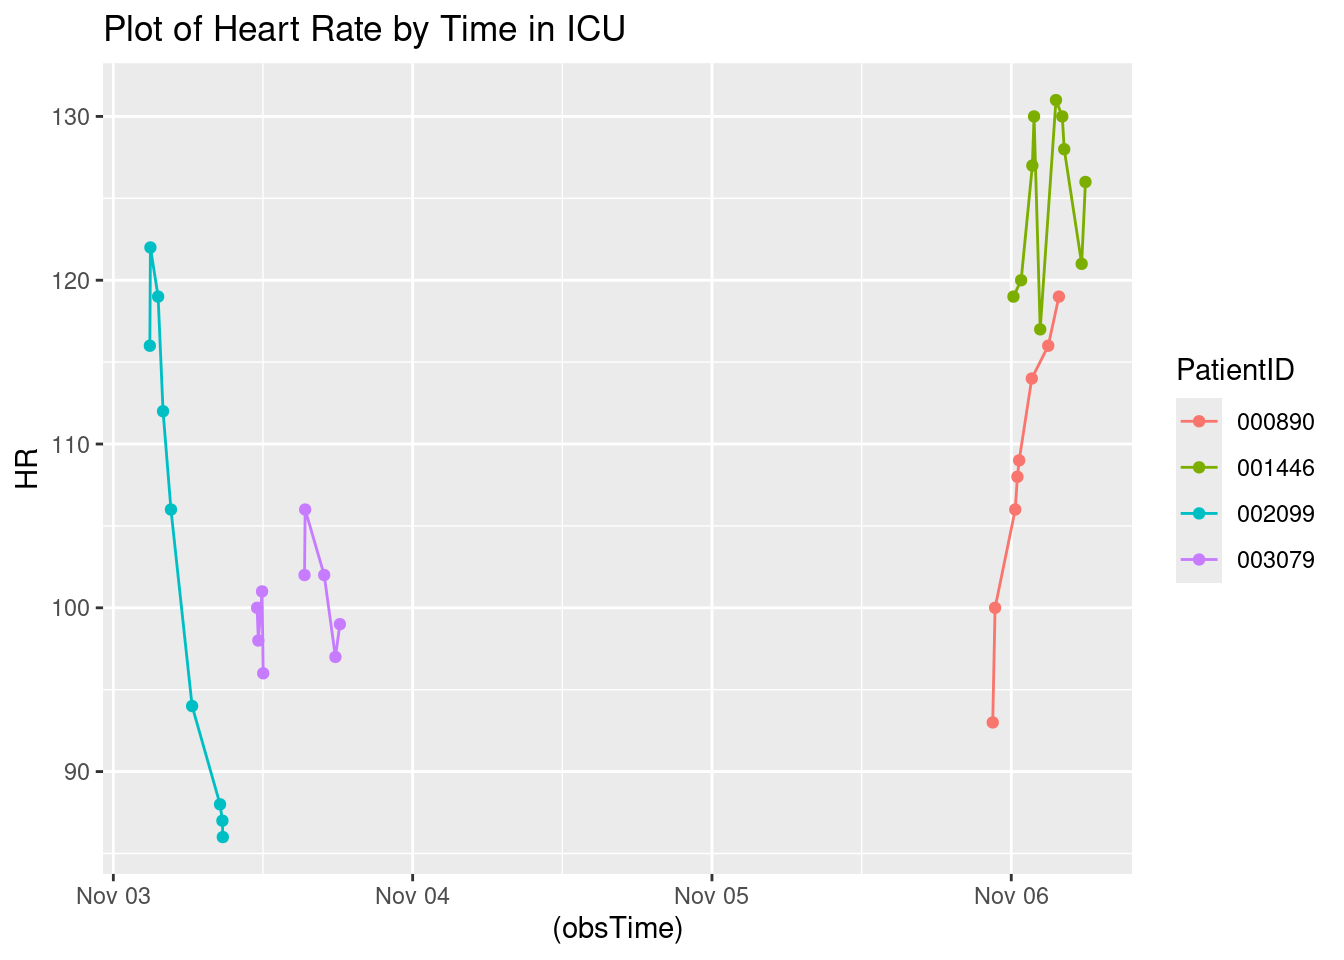 Plot of Heart Rate by Time in ICU
130
120
110
100
90
HR
Nov 03
Nov 04
Nov 05
Nov 06
(obsTime)
PatientID
000890
001446
002099
003079